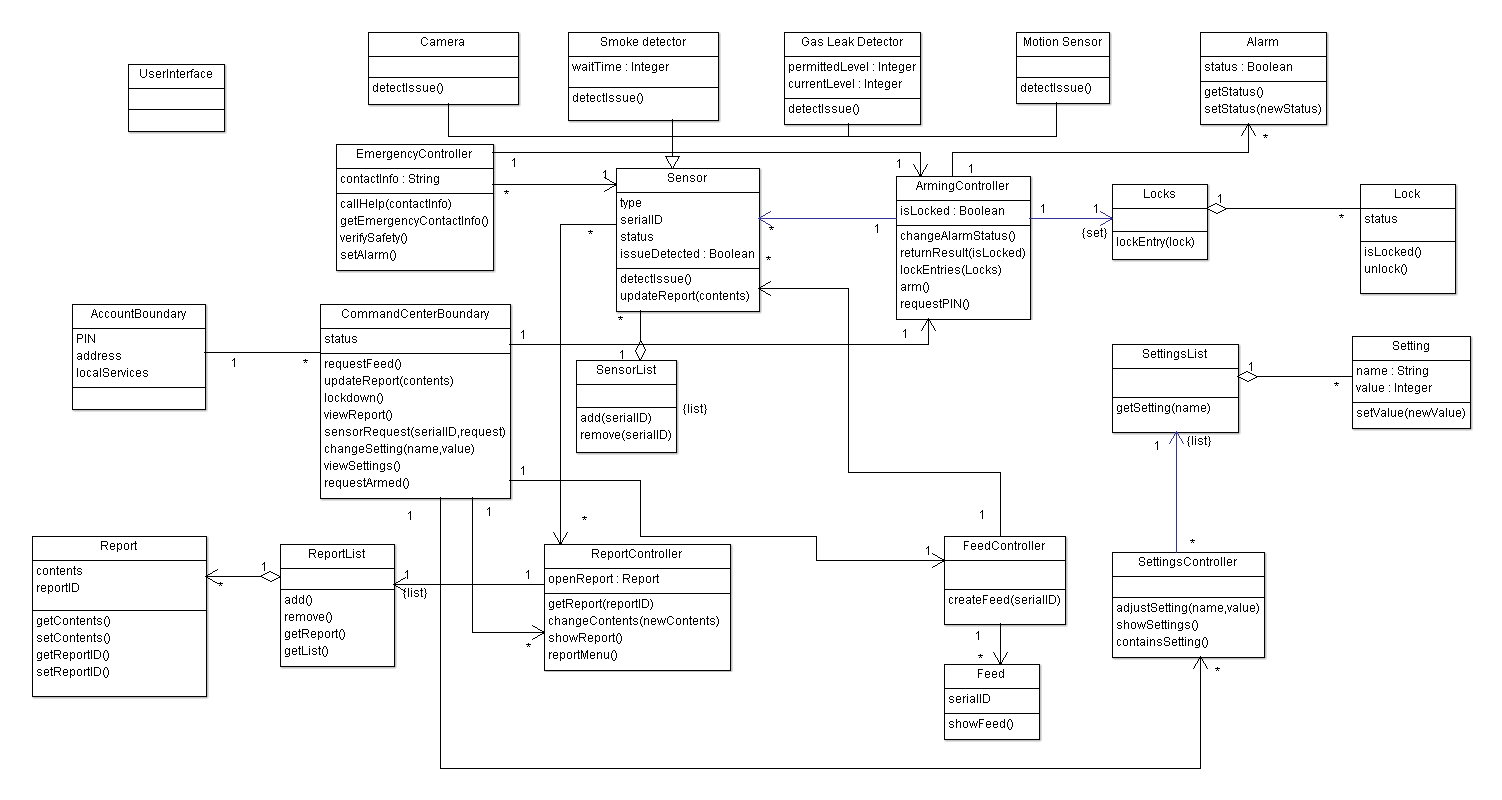 UserInterface
Camera
detectIssue()
Smoke detector
waitTime : Integer
detectIssue()
Gas Leak Detector
permittedLevel : Integer
currentLevel : Integer
detectIssue()
Motion Sensor
detectIssue()
Alarm
status : Boolean
getStatus()
setStatus(newStatus)
*
EmergencyController
contactInfo : String
callHelp(contactInfo)
getEmergencyContactInfo()
verifySafety()
setAlarm()
1
*
1
1
1
Sensor
type
serialID
status
issueDetected : Boolean
detectIssue()
updateReport(contents)
*
*
*
*
1
ArmingController
isLocked : Boolean
changeAlarmStatus()
returnResult(isLocked)
lockEntries(Locks)
arm()
requestPIN()
1
1
1
{set}
Locks
lockEntry(lock)
1
*
Lock
status
isLocked()
unlock()
AccountBoundary
PIN
address
localServices
1
*
CommandCenterBoundary
status
requestFeed()
updateReport(contents)
lockdown()
viewReport()
sensorRequest(serialID,request)
changeSetting(name,value)
viewSettings()
requestArmed()
1
1
1
1
1
SensorList
add(serialID)
remove(serialID)
{list}
SettingsList
getSetting(name)
1
*
1
{list}
Setting
name : String
value : Integer
setValue(newValue)
Report
contents
reportID
getContents()
setContents()
getReportID()
setReportID()
*
1
ReportList
add()
remove()
getReport()
getList()
1
{list}
1
*
*
ReportController
openReport : Report
getReport(reportID)
changeContents(newContents)
showReport()
reportMenu()
1
1
FeedController
createFeed(serialID)
1
*
Feed
serialID
showFeed()
*
SettingsController
adjustSetting(name,value)
showSettings()
containsSetting()
*